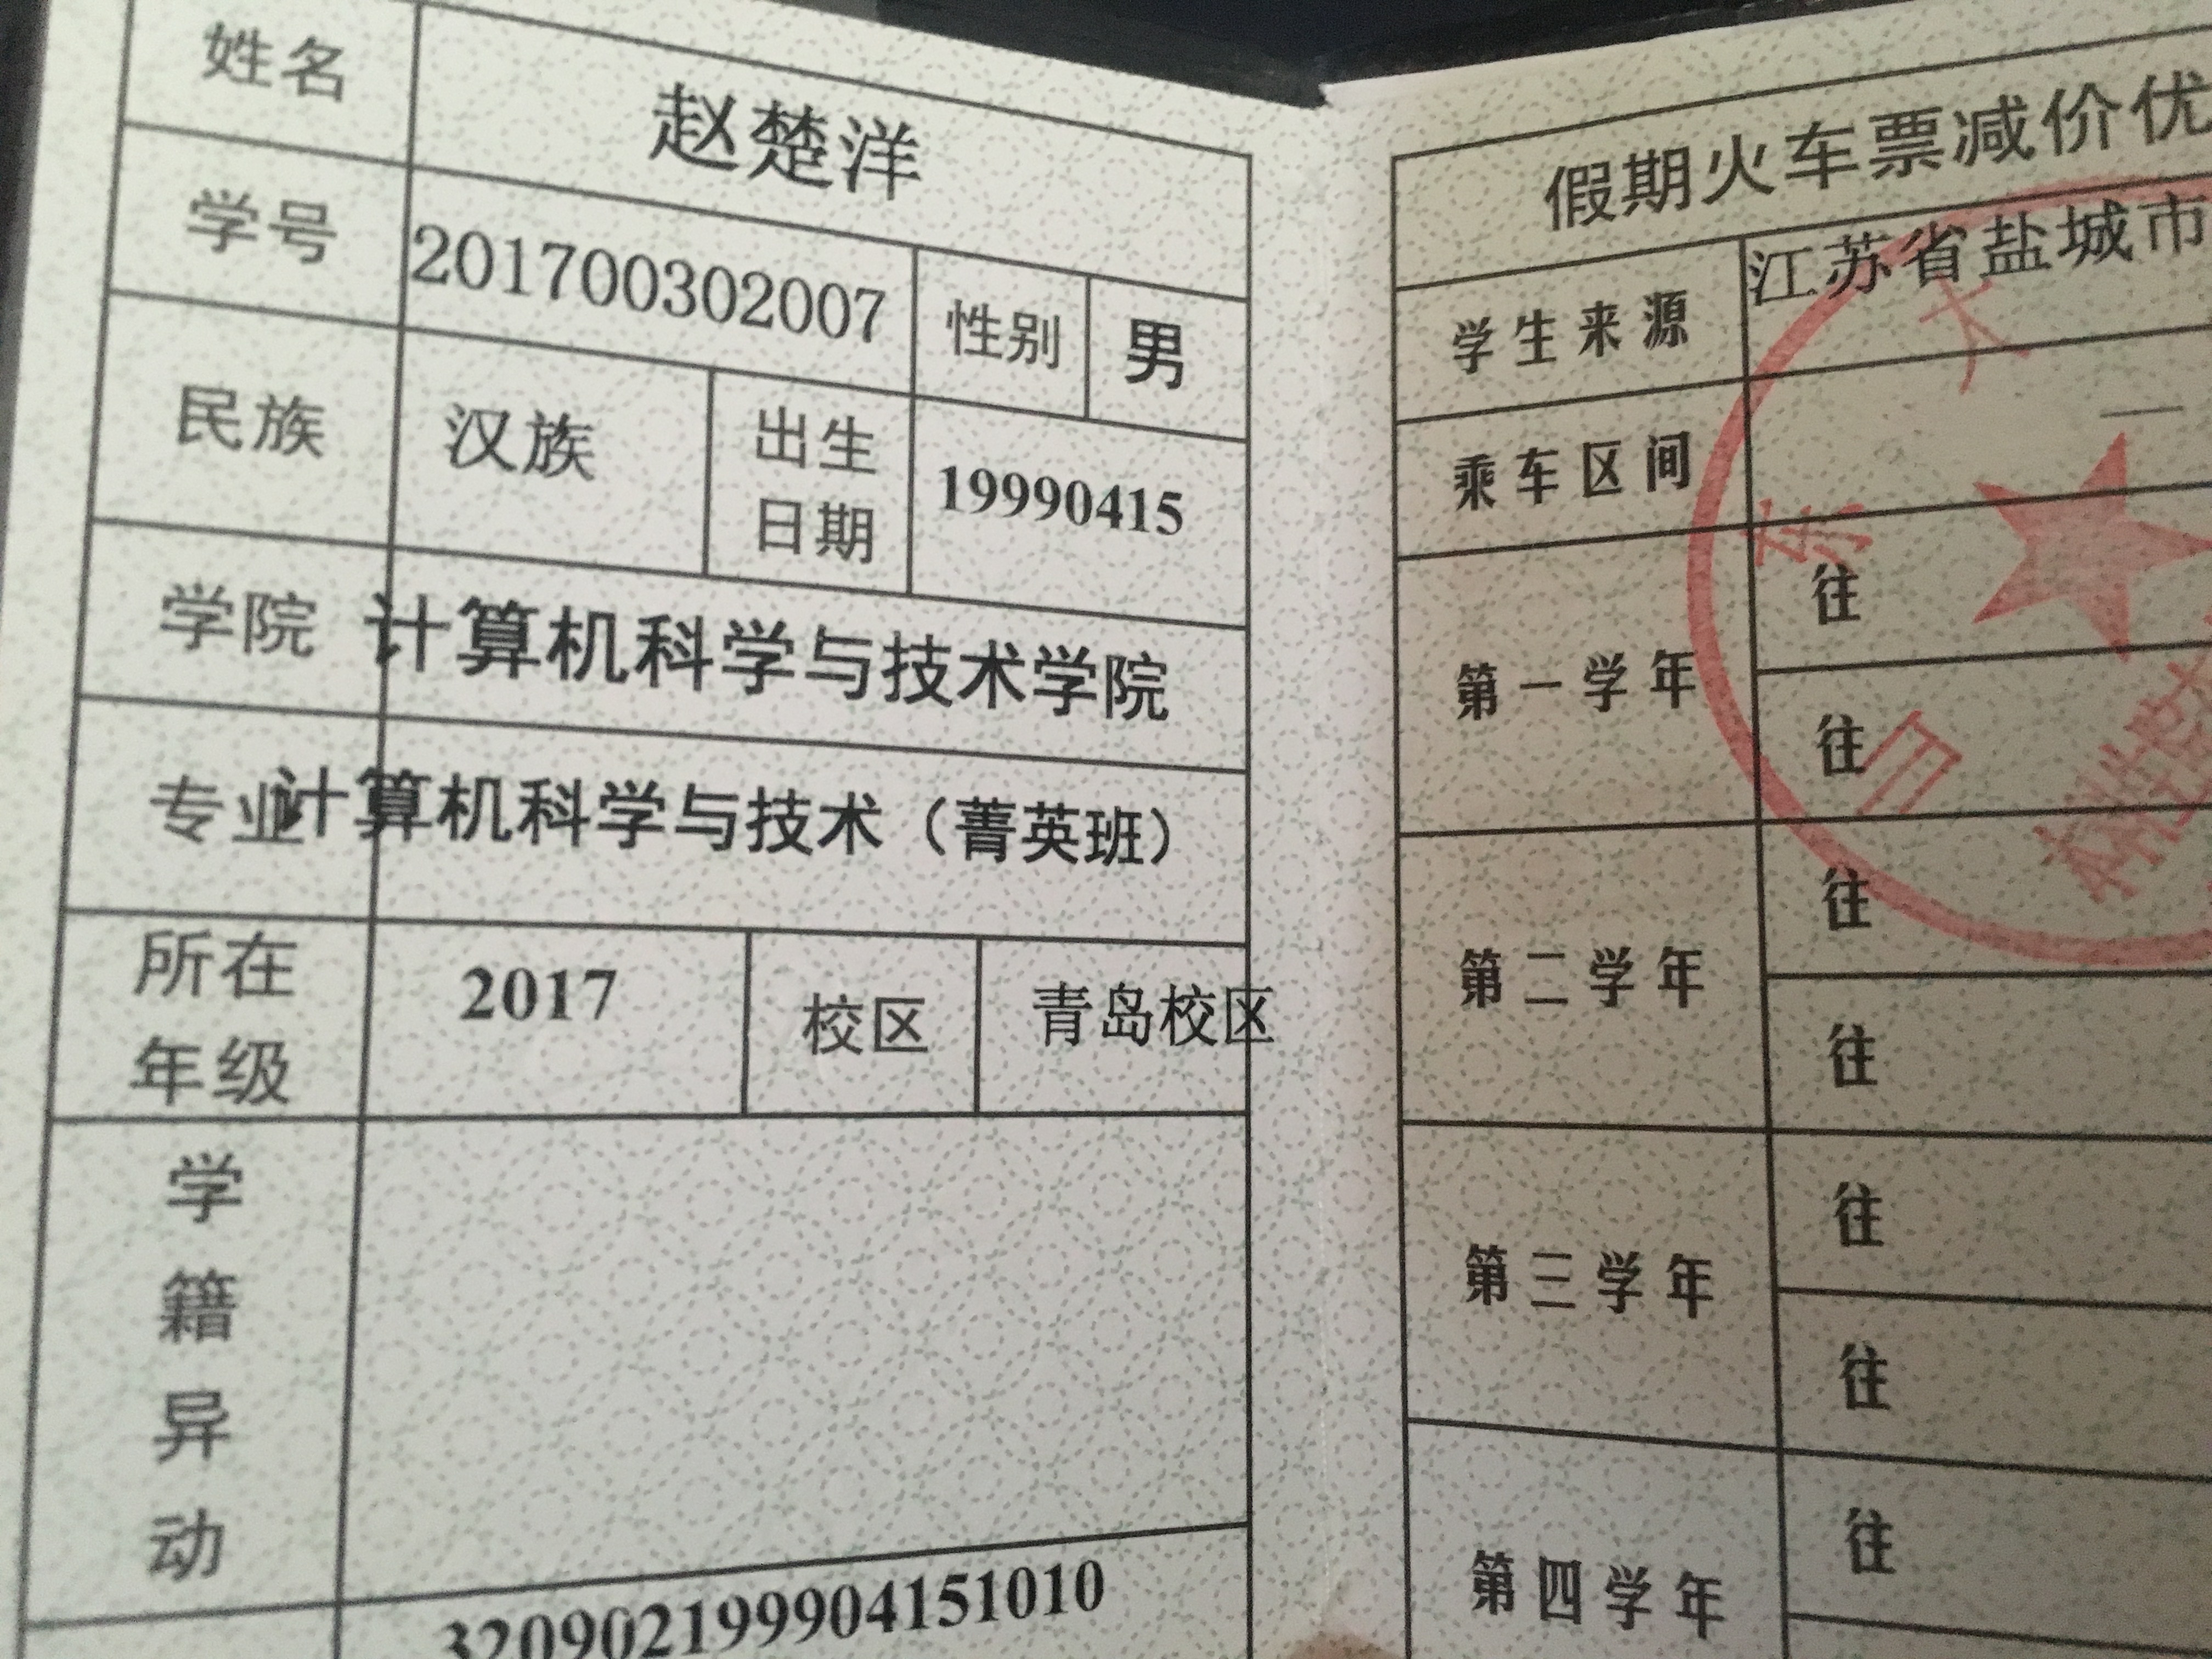 姓名 赵楚洋
学号 201700302007 性别 男
民族 汉族 出生日期 19990415
学院 计算机科学与技术学院
专业 计算机科学与技术（菁英班）
所在年级 2017 校区 青岛校区
学籍异动
320902199904151010
假期火车票减价优
学生来源 江苏省盐城市
乘车区间 —
第一学年 往
往
第二学年 往
往
第三学年 往
往
第四学年 往
东大